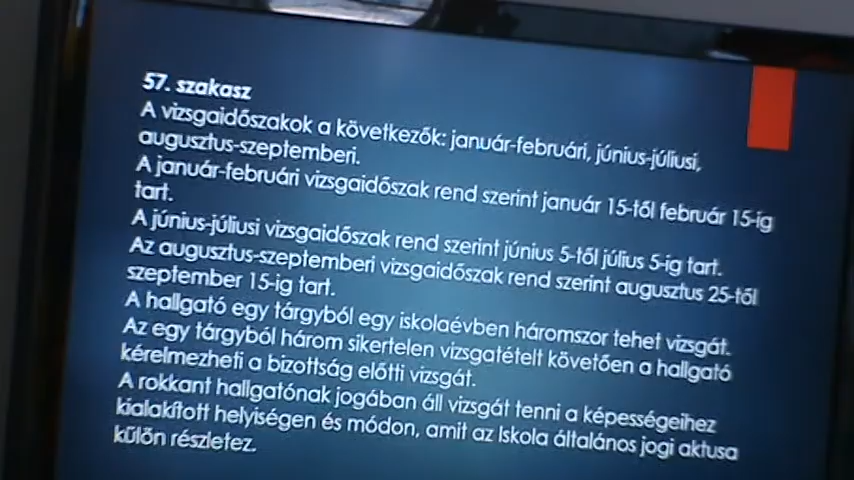 57. szakasz
A vizsgaidőszakok a következők: január-februári, június-júliusi,
augusztus-szeptemberi.
A január-februári vizsgaidőszak rend szerint január 15-től február 15-ig
tart.
A június-júliusi vizsgaidőszak rend szerint június 5-től július 5-ig tart.
Az augusztus-szeptemberi vizsgaidőszak rend szerint augusztus 25-től
szeptember 15-ig tart.
A hallgató egy tárgyból egy iskolaévben háromszor tehet vizsgát.
Az egy tárgyból három sikertelen vizsgatételt követően a hallgató
kérelmezheti a bizottság előtti vizsgát.
A rokkant hallgatónak jogában áll vizsgát tenni a képességeihez
kialakított helyiségen és módon, amit az Iskola általános jogi aktusa
külön részletez.